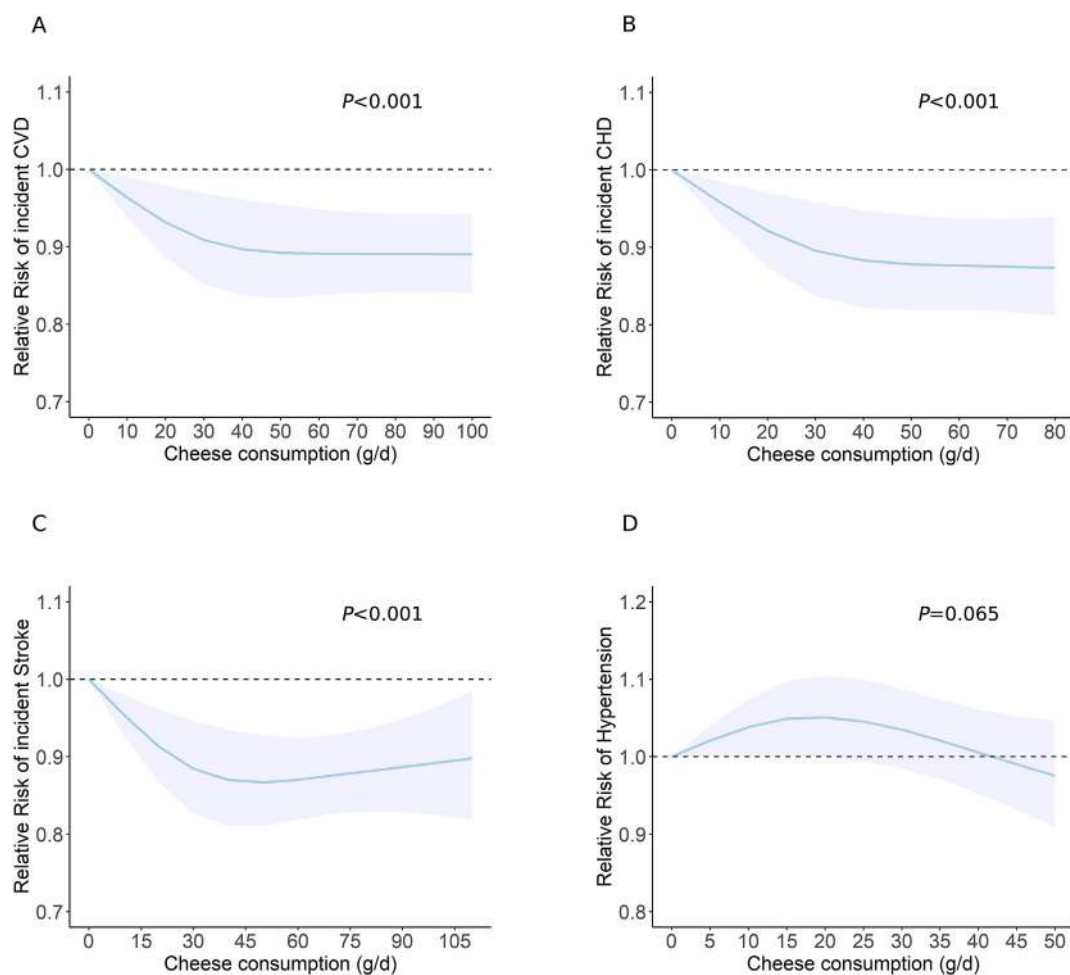 A
P<0.001
1.1
1.0
0.9
0.8
0.7
Relative Risk of incident CVD
0 10 20 30 40 50 60 70 80 90 100
Cheese consumption (g/d)
B
P<0.001
1.1
1.0
0.9
0.8
0.7
Relative Risk of incident CHD
0 10 20 30 40 50 60 70 80
Cheese consumption (g/d)
C
P<0.001
1.1
1.0
0.9
0.8
0.7
Relative Risk of incident Stroke
0 15 30 45 60 75 90 105
Cheese consumption (g/d)
D
P=0.065
1.2
1.1
1.0
0.9
0.8
Relative Risk of Hypertension
0 5 10 15 20 25 30 35 40 45 50
Cheese consumption (g/d)